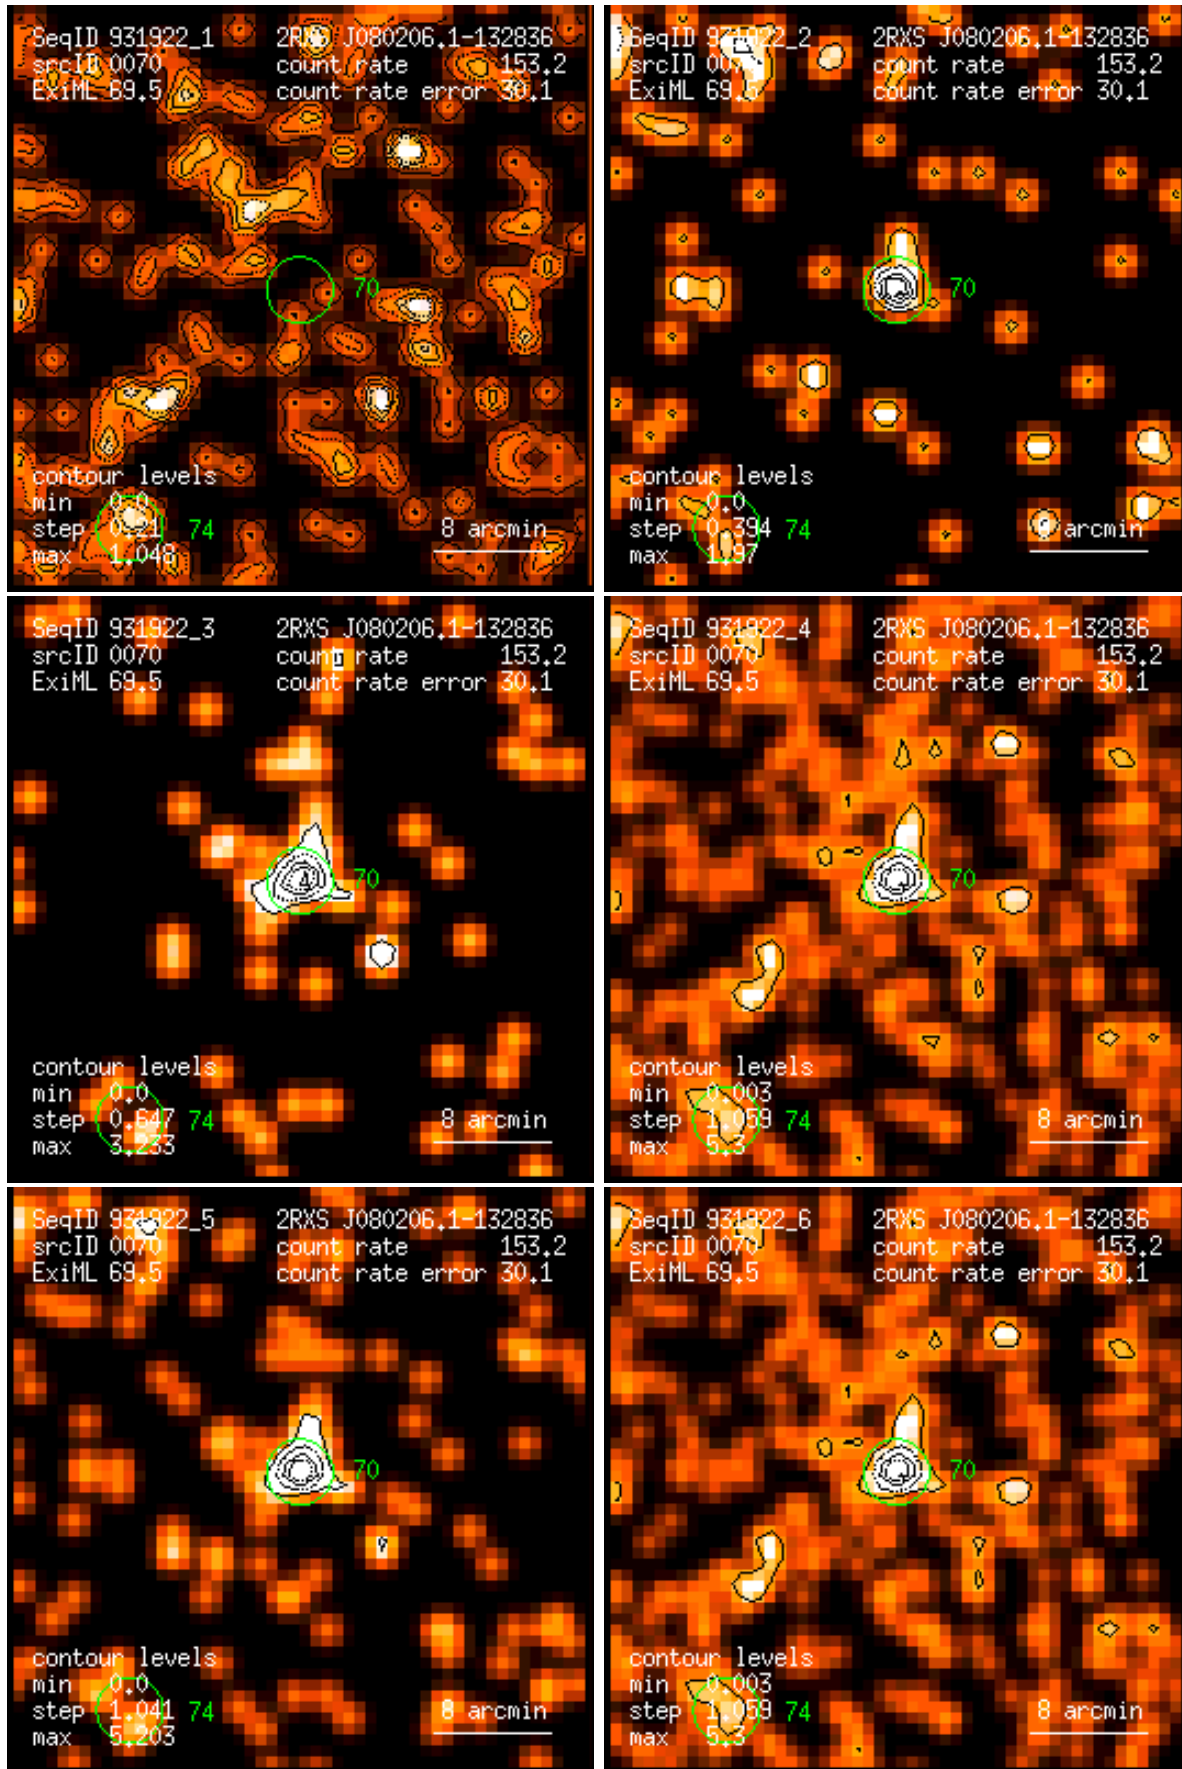 SeqID 931922_1 2RXS J080206.1-132836
srcID 0070 count rate 153.2
ExiML 69.5 count rate error 30.1
70
contour levels
min 0.0
step 0.21 74 8 arcmin
max 1.048
SeqID 931922_2 2RXS J080206.1-132836
srcID 0070 count rate 153.2
ExiML 69.5 count rate error 30.1
70
contour levels
min 0.0
step 0.394 74 8 arcmin
max 1.97
SeqID 931922_3 2RXS J080206.1-132836
srcID 0070 count rate 153.2
ExiML 69.5 count rate error 30.1
70
contour levels
min 0.0
step 0.647 74 8 arcmin
max 3.233
SeqID 931922_4 2RXS J080206.1-132836
srcID 0070 count rate 153.2
ExiML 69.5 count rate error 30.1
70
contour levels
min 0.003
step 1.059 74 8 arcmin
max 5.3
SeqID 931922_5 2RXS J080206.1-132836
srcID 0070 count rate 153.2
ExiML 69.5 count rate error 30.1
70
contour levels
min 0.0
step 1.041 74 8 arcmin
max 5.203
SeqID 931922_6 2RXS J080206.1-132836
srcID 0070 count rate 153.2
ExiML 69.5 count rate error 30.1
70
contour levels
min 0.003
step 1.059 74 8 arcmin
max 5.3